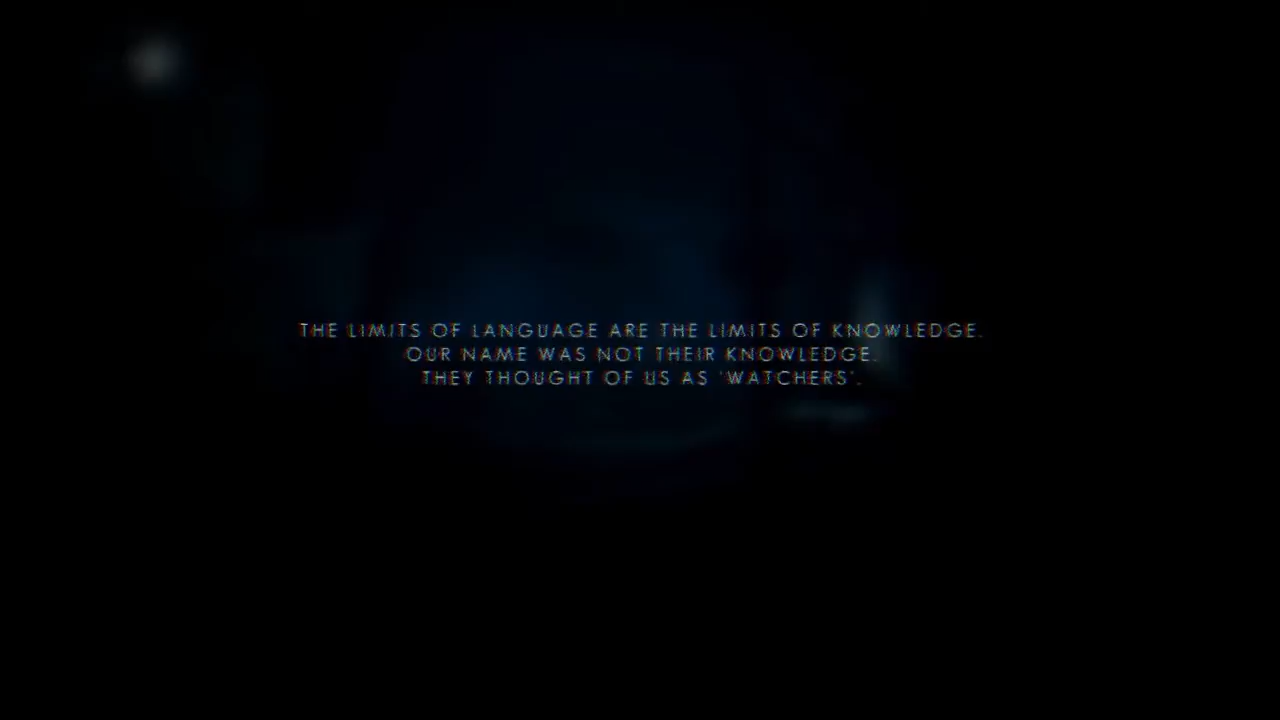 THE LIMITS OF LANGUAGE ARE THE LIMITS OF KNOWLEDGE.
OUR NAME WAS NOT THEIR KNOWLEDGE.
THEY THOUGHT OF US AS 'WATCHERS'.